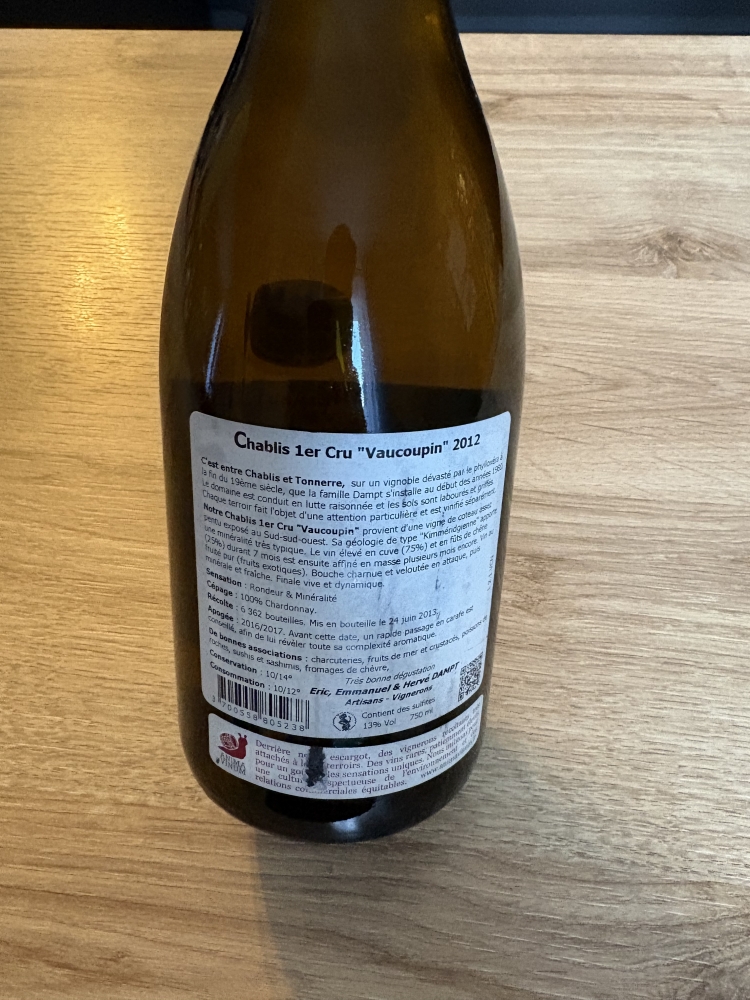 Chablis 1er Cru "Vaucoupin" 2012
C'est entre Chablis et Tonnerre, sur un vignoble dévasté par le phylloxéra à
la fin du 19ème siècle, que la famille Dampt s'installe au début des années 1980.
Le domaine est conduit en lutte raisonnée et les sols sont labourés et griffés.
Chaque terroir fait l'objet d'une attention particulière et est vinifié séparément.
Notre Chablis 1er Cru "Vaucoupin" provient d'une vigne de coteau assez
pentu exposé au Sud-sud-ouest. Sa géologie de type "Kimméridgienne" apporte
une minéralité très typique. Le vin élevé en cuve (75%) et en fûts de chêne
(25%) durant 7 mois est ensuite affiné en masse plusieurs mois encore. Vin au
fruité pur (fruits exotiques). Bouche charnue et veloutée en attaque, puis
minérale et fraîche. Finale vive et dynamique.
Sensation : Rondeur & Minéralité
Cépage : 100% Chardonnay.
Récolte : 6 362 bouteilles. Mis en bouteille le 24 juin 2013.
Apogée : 2016/2017. Avant cette date, un rapide passage en carafe est
conseillé, afin de lui révéler toute sa complexité aromatique.
De bonnes associations : charcuteries, fruits de mer et crustacés, poissons de
roches, sushis et sashimis, fromages de chèvre,
Conservation : 10/14°
Consommation : 10/12°
Très bonne dégustation
Eric, Emmanuel & Hervé DAMPT
Artisans - Vignerons
Contient des sulfites
13% Vol 750 ml
3 700558 805238
ANIMA
VINUM
Derrière escargot, des vignerons
attachés à terroirs. Des vins rares,
pour un les sensations uniques.
une spectueuse de l'environnement
relations équitables.